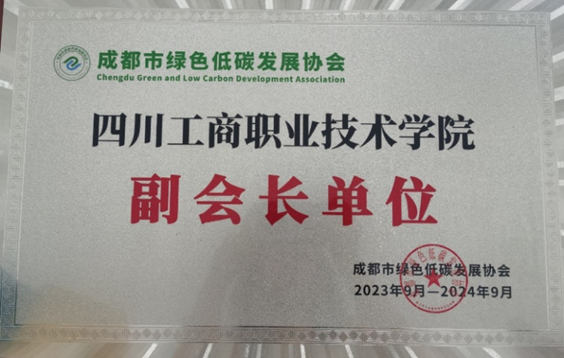 成都市绿色低碳发展协会
Chengdu Green and Low Carbon Development Association
四川工商职业技术学院
副会长单位
成都市绿色低碳发展协会
2023年9月—2024年9月